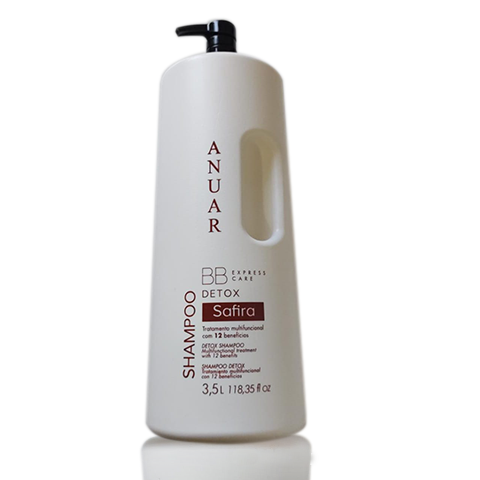 ANUAR
SHAMPOO
BB EXPRESS
CARE
DETOX
Safira
Tratamento multifuncional
com 12 benefícios
DETOX SHAMPOO
Multifunctional treatment
with 12 benefits
SHAMPOO DETOX
Tratamiento multifuncional
con 12 beneficios
3,5L 118,35 fl oz